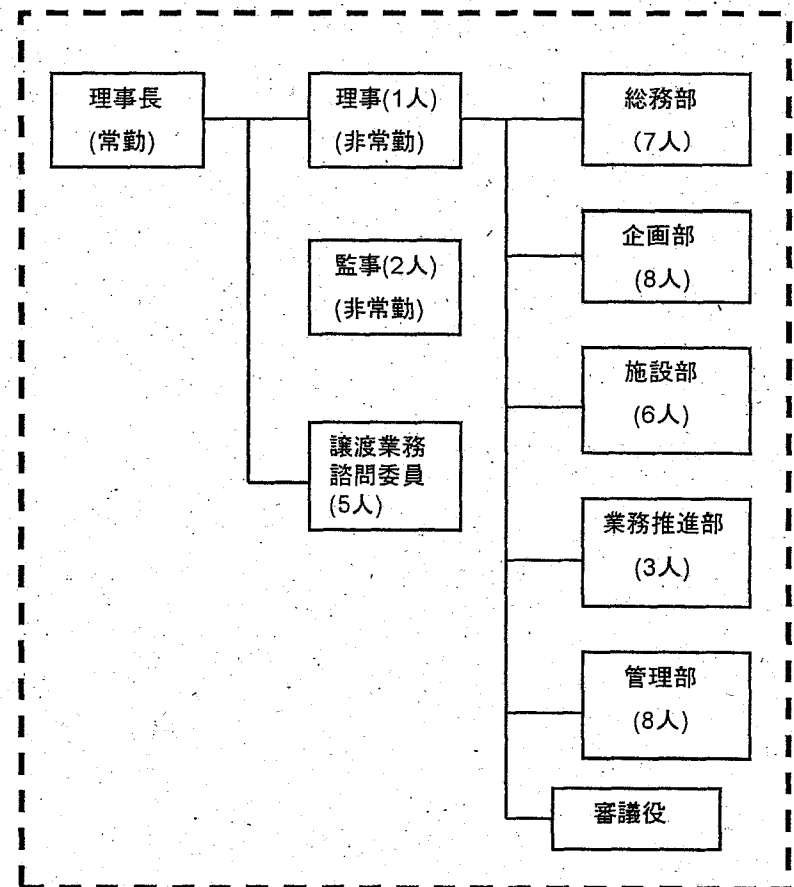 理事長
(常勤)
理事(1人)
(非常勤)
監事(2人)
(非常勤)
譲渡業務
諮問委員
(5人)
総務部
(7人)
企画部
(8人)
施設部
(6人)
業務推進部
(3人)
管理部
(8人)
審議役